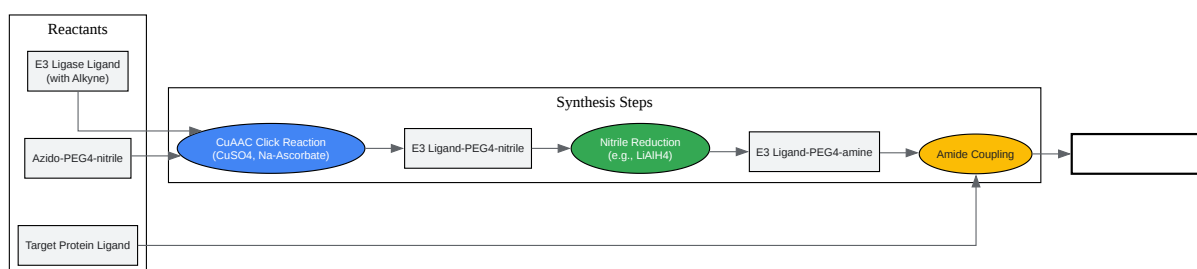 Reactants
E3 Ligase Ligand
(with Alkyne)
Azido-PEG4-nitrile
Target Protein Ligand
Synthesis Steps
CuAAC Click Reaction
(CuSO4, Na-Ascorbate)
E3 Ligand-PEG4-nitrile
Nitrile Reduction
(e.g., LiAlH4)
E3 Ligand-PEG4-amine
Amide Coupling